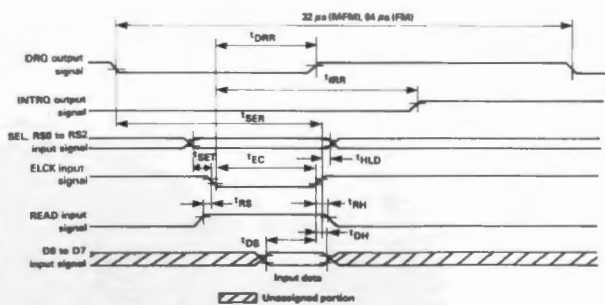 32 μs (MFM), 64 μs (FM)
tDRR
DRQ output
signal
tIRR
INTRQ output
signal
tSER
SEL, RS0 to RS2
input signal
tSET
tEC
tHLD
ELCK input
signal
tRS
tRH
READ input
signal
tDS
tDH
D0 to D7
input signal
Input data
Unassigned portion